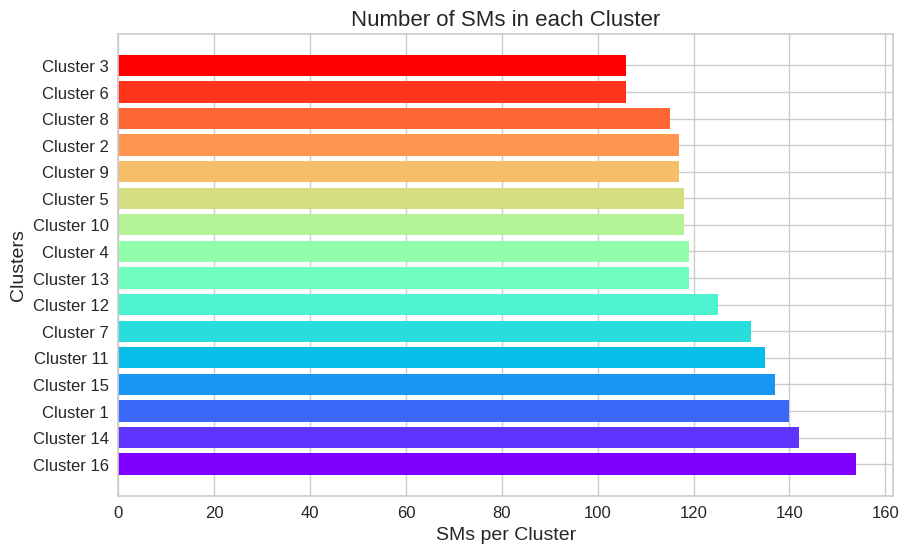 Number of SMs in each Cluster
Clusters
Cluster 3
Cluster 6
Cluster 8
Cluster 2
Cluster 9
Cluster 5
Cluster 10
Cluster 4
Cluster 13
Cluster 12
Cluster 7
Cluster 11
Cluster 15
Cluster 1
Cluster 14
Cluster 16
0 20 40 60 80 100 120 140 160
SMs per Cluster